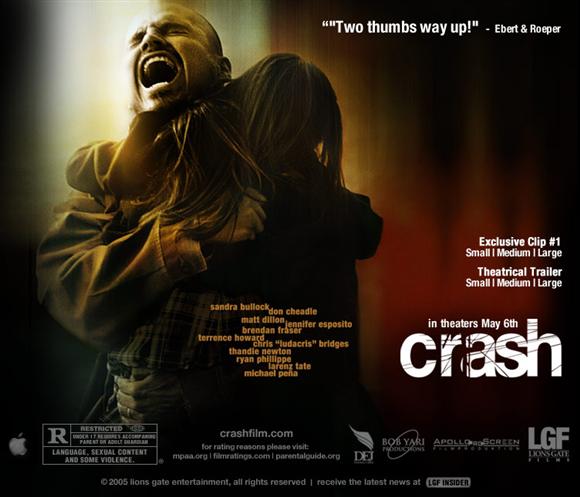 “"Two thumbs way up!" - Ebert & Roeper
Exclusive Clip #1
Small | Medium | Large
Theatrical Trailer
Small | Medium | Large
sandra bullock
don cheadle
matt dillon
jennifer esposito
brendan fraser
terrence howard
chris "ludacris" bridges
thandie newton
ryan phillippe
larenz tate
michael peña
in theaters May 6th
crash
R
RESTRICTED
UNDER 17 REQUIRES ACCOMPANYING
PARENT OR ADULT GUARDIAN
LANGUAGE, SEXUAL CONTENT
AND SOME VIOLENCE.
crashfilm.com
for rating reasons please visit:
mpaa.org | filmratings.com | parentalguide.org
DEJ
BOB YARI
PRODUCTIONS
APOLLO PROSCREEN
FILMPRODUKTION
LGF
LIONS GATE
FILMS
©2005 lions gate entertainment, all rights reserved | receive the latest news at LGF INSIDER